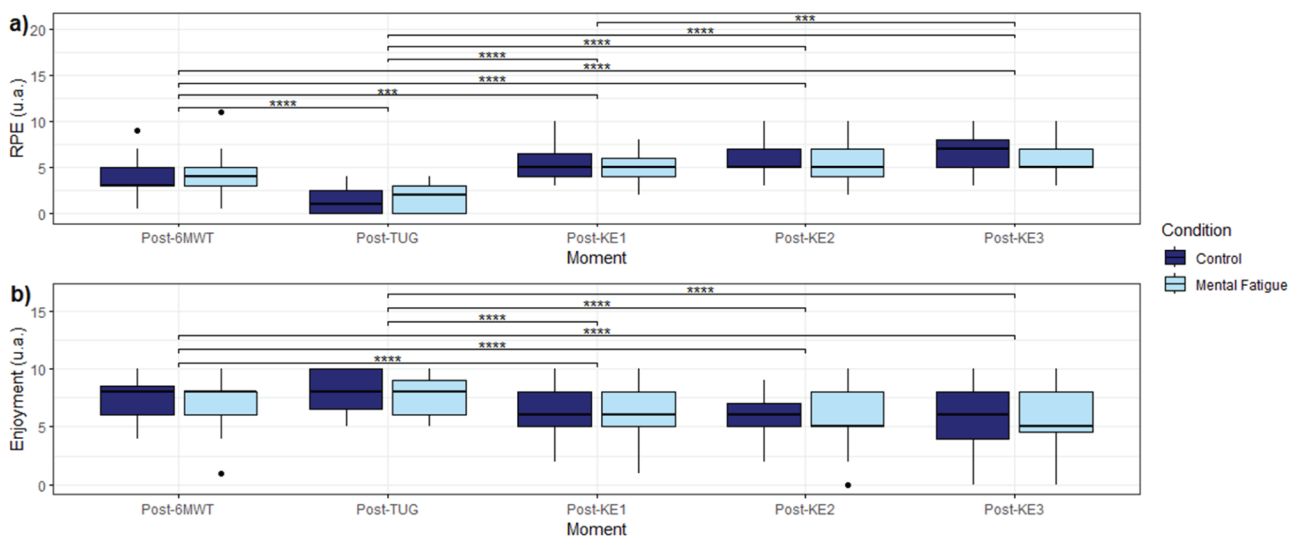 a)
RPE (u.a.)
20
15
10
5
0
***
****
****
****
****
****
***
****
Post-6MWT
Post-TUG
Post-KE1
Post-KE2
Post-KE3
Moment
Condition
Control
Mental Fatigue
b)
Enjoyment (u.a.)
15
10
5
0
****
****
****
****
****
****
Post-6MWT
Post-TUG
Post-KE1
Post-KE2
Post-KE3
Moment